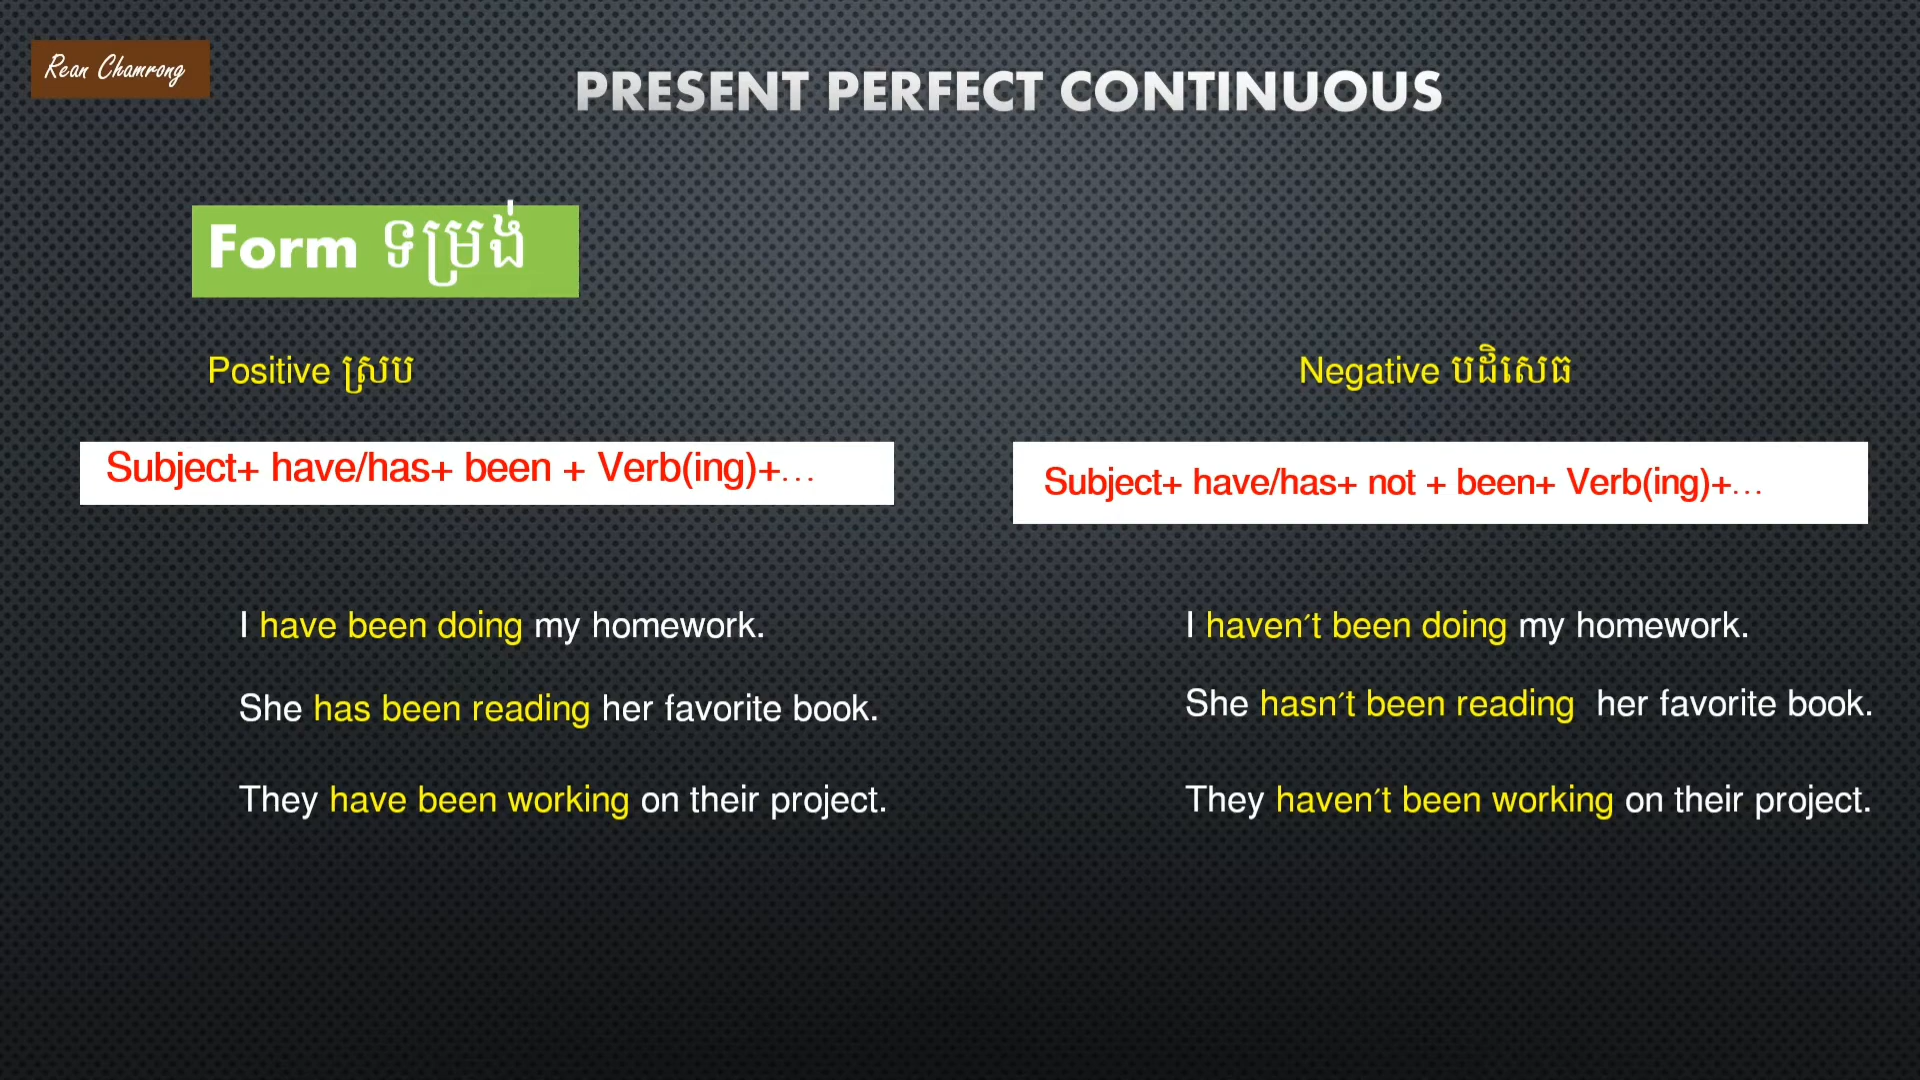 Rean Chamrong
PRESENT PERFECT CONTINUOUS
Form ទម្រង់
Positive ស្រប
Subject+ have/has+ been + Verb(ing)+…
I have been doing my homework.
She has been reading her favorite book.
They have been working on their project.
Negative បដិសេធ
Subject+ have/has+ not + been+ Verb(ing)+…
I haven′t been doing my homework.
She hasn′t been reading  her favorite book.
They haven′t been working on their project.